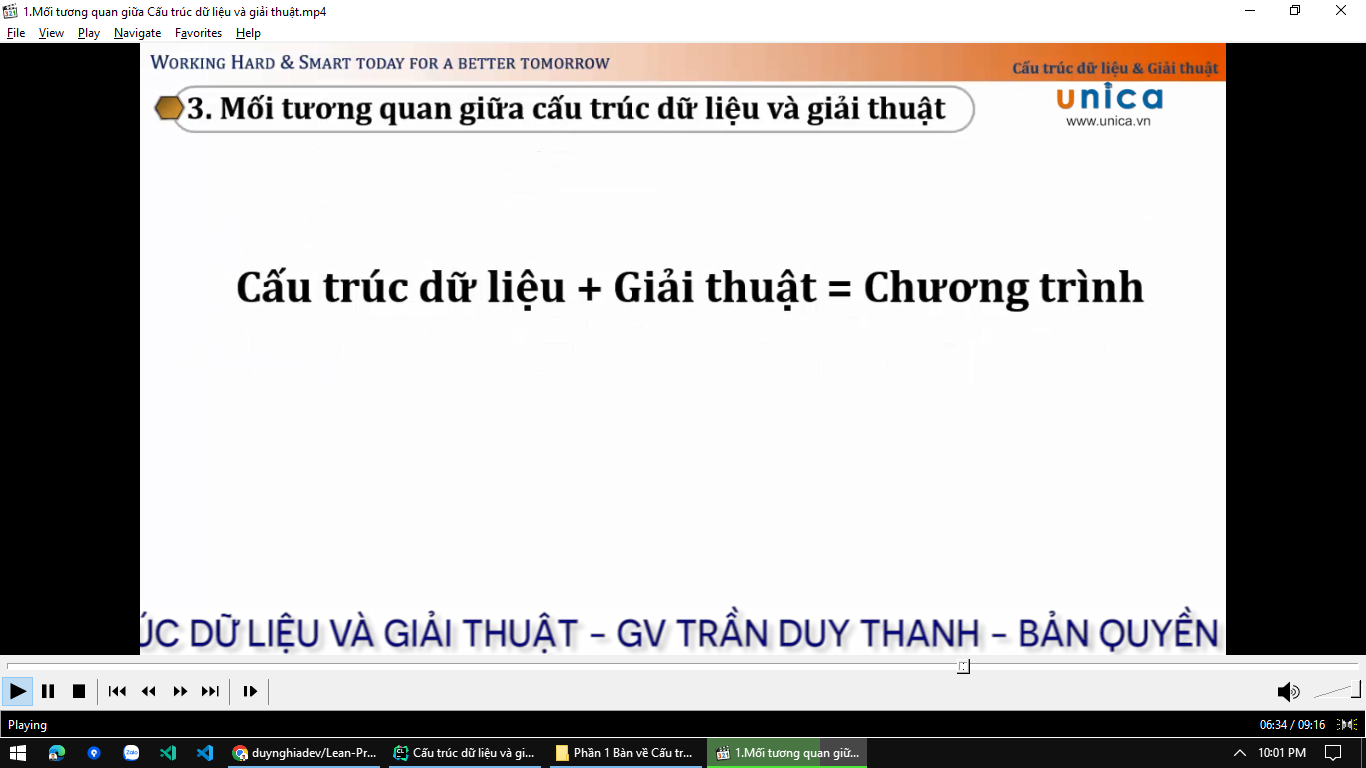 1.Mối tương quan giữa Cấu trúc dữ liệu và giải thuật.mp4
File View Play Navigate Favorites Help
WORKING HARD & SMART TODAY FOR A BETTER TOMORROW
Cấu trúc dữ liệu & Giải thuật
3. Mối tương quan giữa cấu trúc dữ liệu và giải thuật
unica
www.unica.vn
Cấu trúc dữ liệu + Giải thuật = Chương trình
ÚC DỮ LIỆU VÀ GIẢI THUẬT - GV TRẦN DUY THANH - BẢN QUYỀN
Playing
06:34 / 09:16
Zalo
duynghiadev/Lean-Pr...
Cấu trúc dữ liệu và gi...
Phần 1 Bàn về Cấu tr...
321
1.Mối tương quan giữ...
10:01 PM